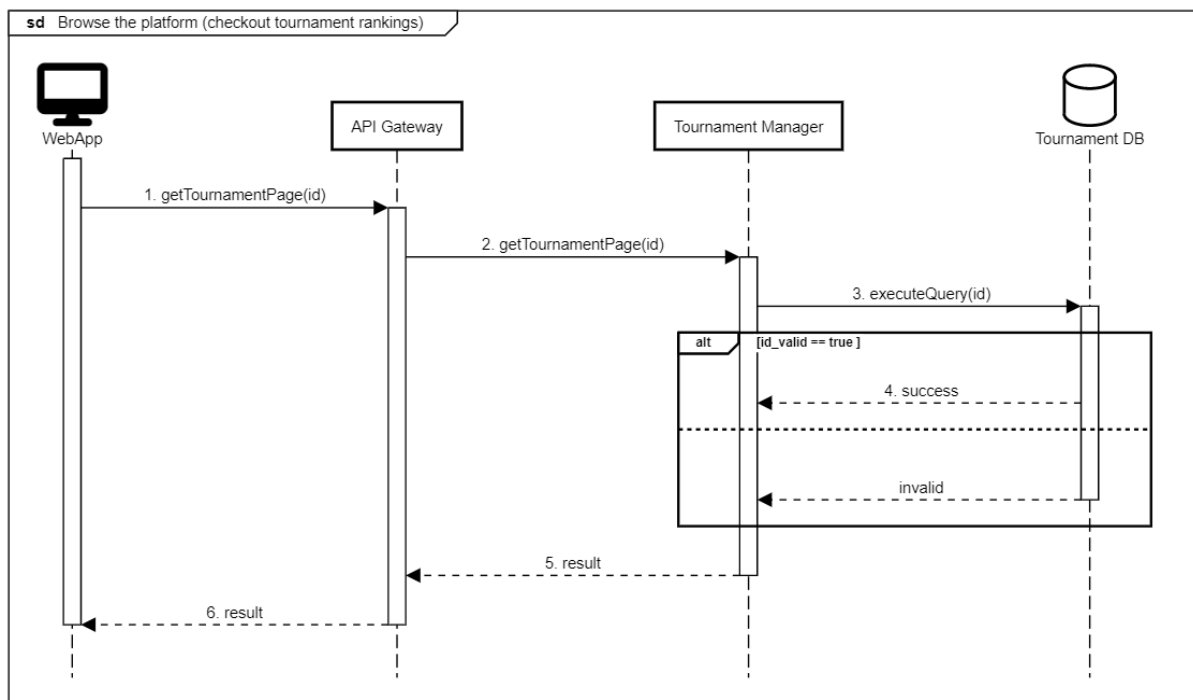 sd Browse the platform (checkout tournament rankings)
WebApp
API Gateway
Tournament Manager
Tournament DB
1. getTournamentPage(id)
2. getTournamentPage(id)
3. executeQuery(id)
alt [id_valid == true ]
4. success
invalid
5. result
6. result